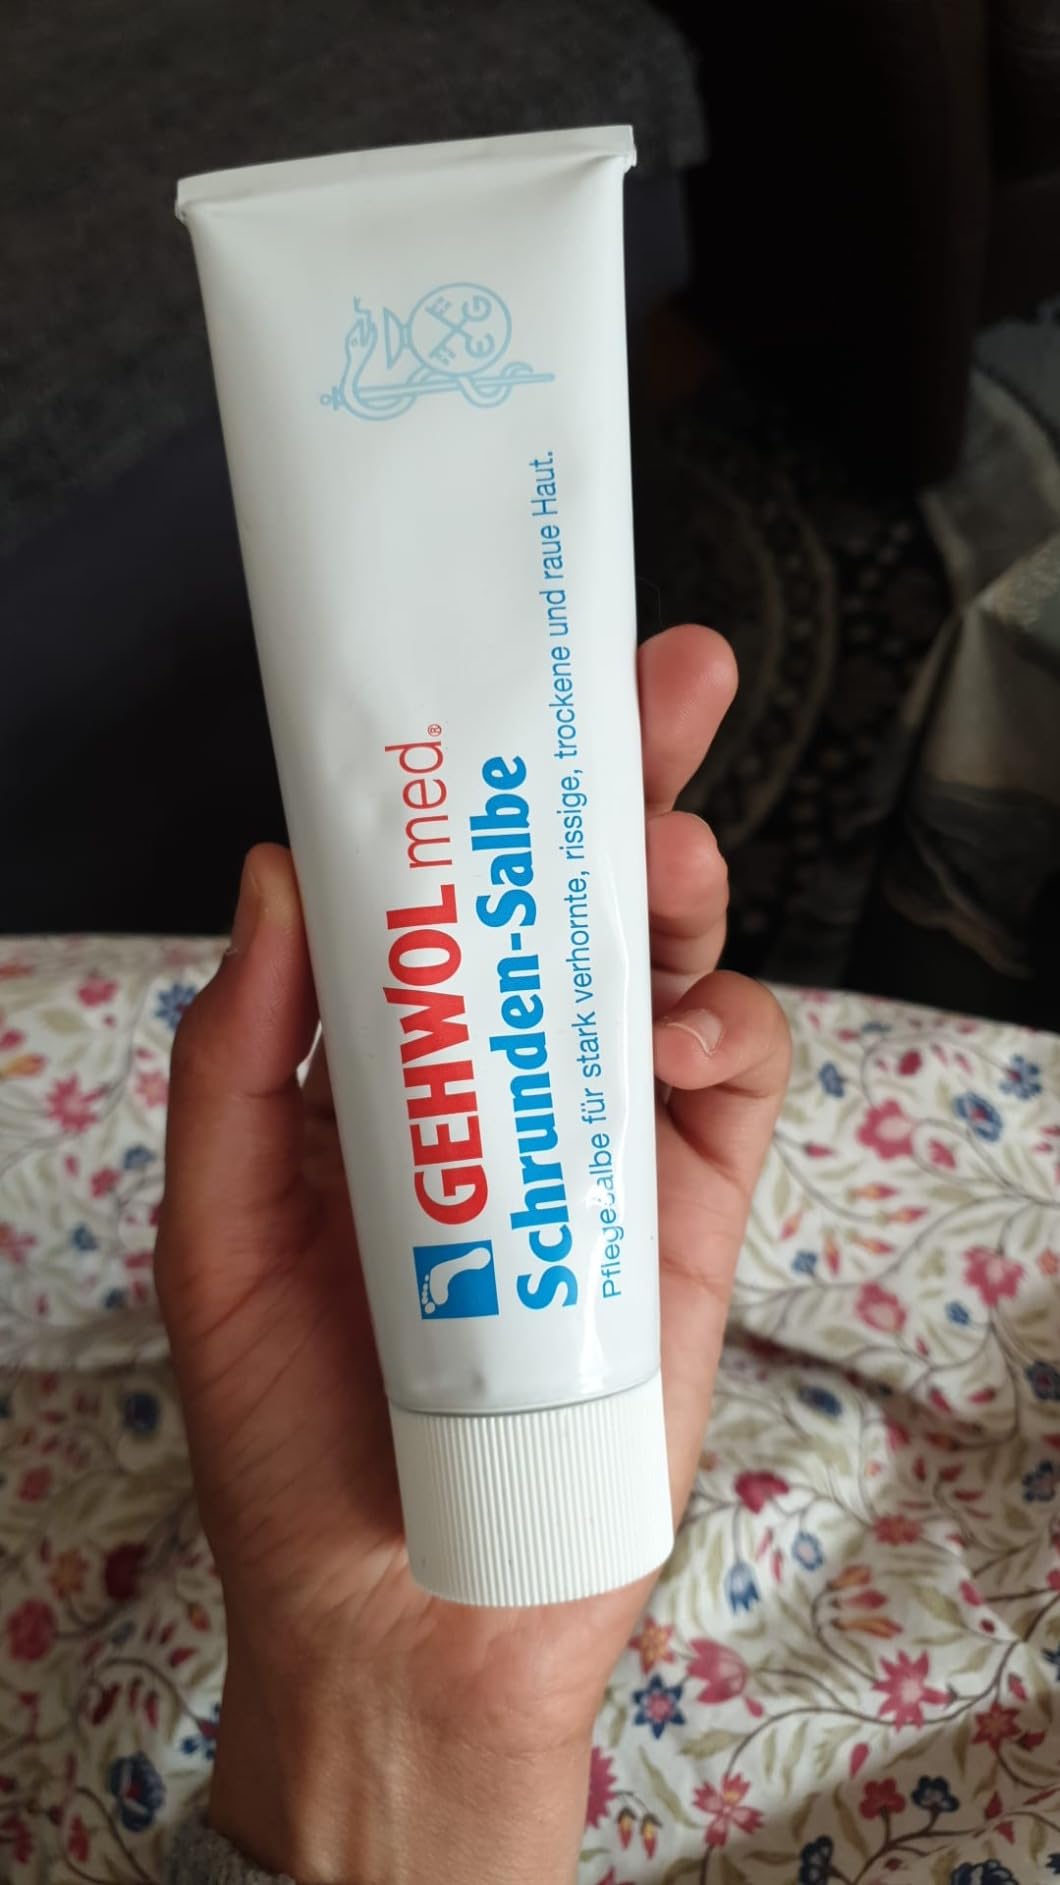 GEHWOL med®
Schrunden-Salbe
Pflegesalbe für stark verhornte, rissige, trockene und raue Haut.
E G